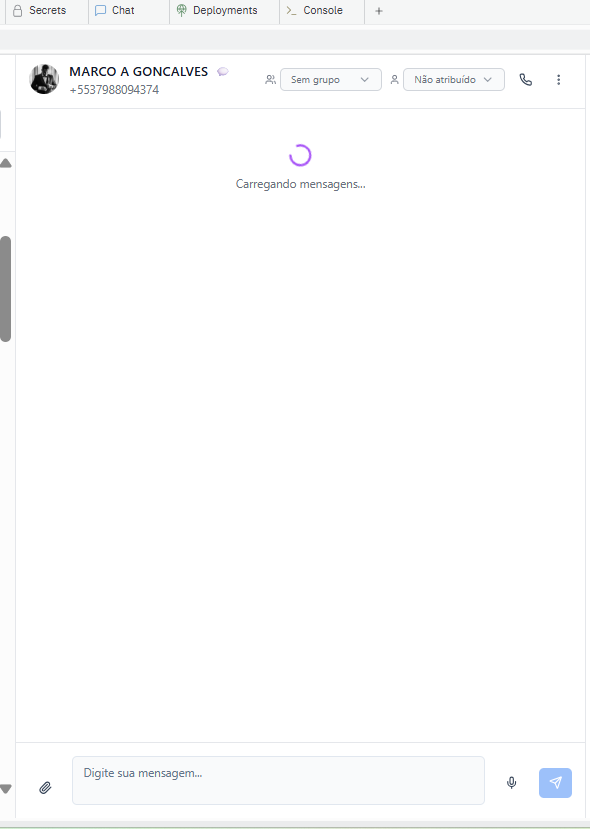 Secrets Chat Deployments Console +
MARCO A GONCALVES
Sem grupo
Não atribuído
+5537988094374
Carregando mensagens...
Digite sua mensagem...